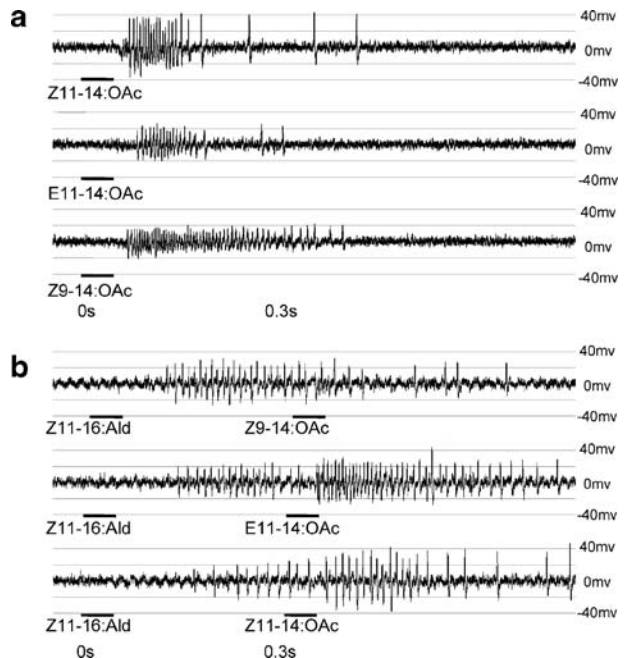 a
40mv
0mv
-40mv
Z11-14:OAc
40mv
0mv
-40mv
E11-14:OAc
40mv
0mv
-40mv
Z9-14:OAc
0s 0.3s
b
40mv
0mv
-40mv
Z11-16:Ald Z9-14:OAc
40mv
0mv
-40mv
Z11-16:Ald E11-14:OAc
40mv
0mv
-40mv
Z11-16:Ald Z11-14:OAc
0s 0.3s